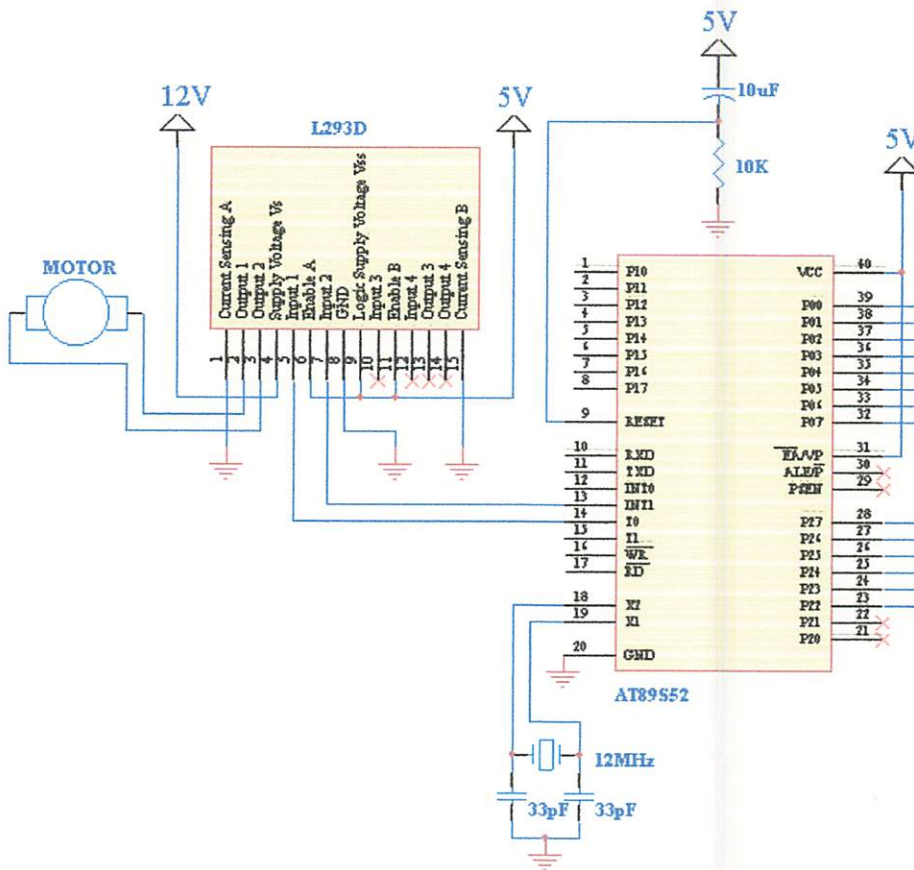 5V
10uF
12V
5V
L293D
10K
5V
MOTOR
Current Sensing A
Output 1
Output 2
Supply Voltage Vs
Input 1
Enable A
Input 2
GND
Logic Supply Voltage Vss
Input 3
Enable B
Input 4
Output 3
Output 4
Current Sensing B
1
2
3
4
5
6
7
8
9
10
11
12
13
14
15
1 P10
2 P11
3 P12
4 P13
5 P14
6 P15
7 P16
8 P17
9 RESET
10 RXD
11 TXD
12 INT0
13 INT1
14 T0
15 T1
16 WR
17 RD
18 X2
19 X1
20 GND
VCC 40
P00 39
P01 38
P02 37
P03 36
P04 35
P05 34
P06 33
P07 32
EA/VP 31
ALE/P 30
PSEN 29
P27 28
P26 27
P25 26
P24 25
P23 24
P22 23
P21 22
P20 21
AT89S52
12MHz
33pF 33pF